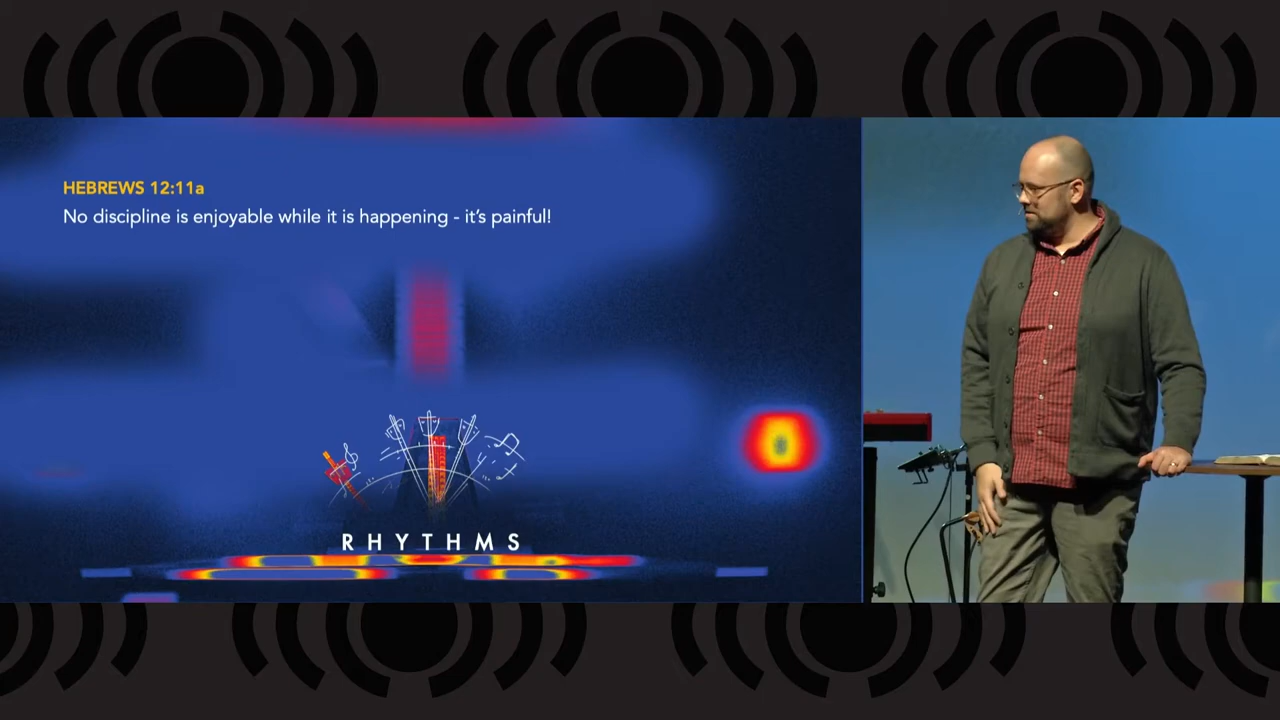 HEBREWS 12:11a
No discipline is enjoyable while it is happening - it's painful!
RHYTHMS